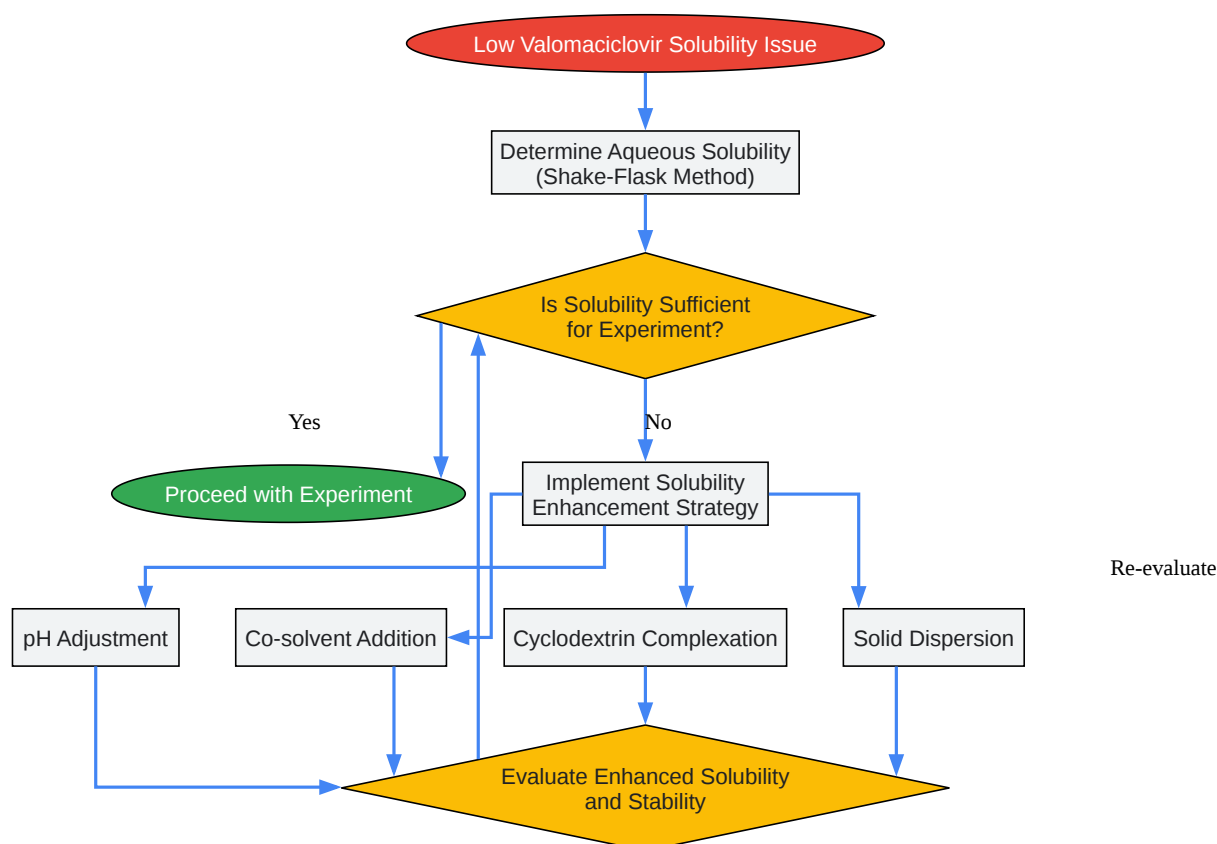 Low Valomaciclovir Solubility Issue
Determine Aqueous Solubility
(Shake-Flask Method)
Is Solubility Sufficient
for Experiment?
Yes
No
Proceed with Experiment
Implement Solubility
Enhancement Strategy
Re-evaluate
pH Adjustment
Co-solvent Addition
Cyclodextrin Complexation
Solid Dispersion
Evaluate Enhanced Solubility
and Stability